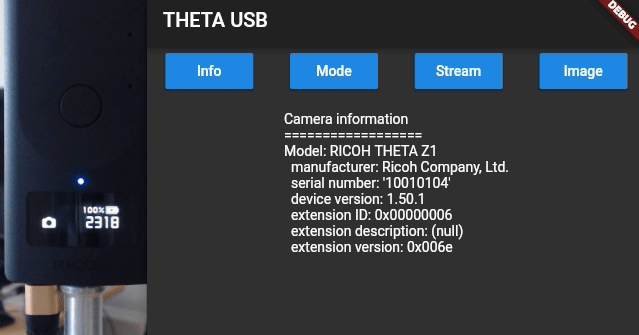 THETA USB
DEBUG
Info
Mode
Stream
Image
Camera information
==================
Model: RICOH THETA Z1
manufacturer: Ricoh Company, Ltd.
serial number: '10010104'
device version: 1.50.1
extension ID: 0x00000006
extension description: (null)
extension version: 0x006e
100%
2318
RICOH